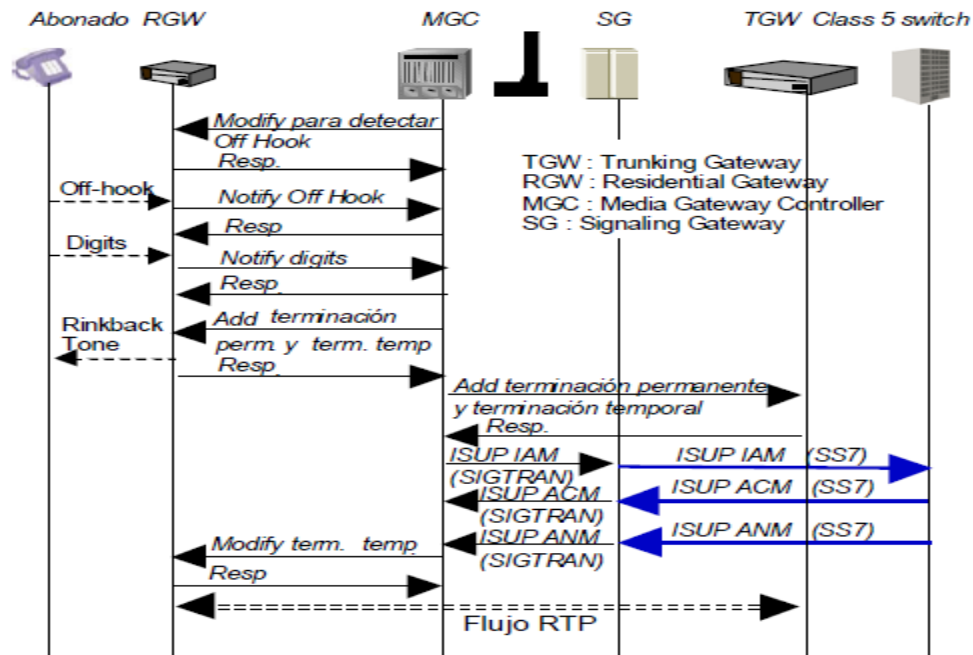 Abonado RGW MGC SG TGW Class 5 switch
Modify para detectar
Off Hook
Resp.
TGW : Trunking Gateway
RGW : Residential Gateway
MGC : Media Gateway Controller
SG : Signaling Gateway
Off-hook
Notify Off Hook
Resp
Digits
Notify digits
Resp
Add terminación
perm. y term. temp
Rinkback
Tone
Resp
Add terminación permanente
y terminación temporal
Resp.
ISUP IAM
(SIGTRAN)
ISUP IAM (SS7)
ISUP ACM
(SIGTRAN)
ISUP ACM (SS7)
ISUP ANM
(SIGTRAN)
ISUP ANM (SS7)
Modify term. temp
Resp
Flujo RTP